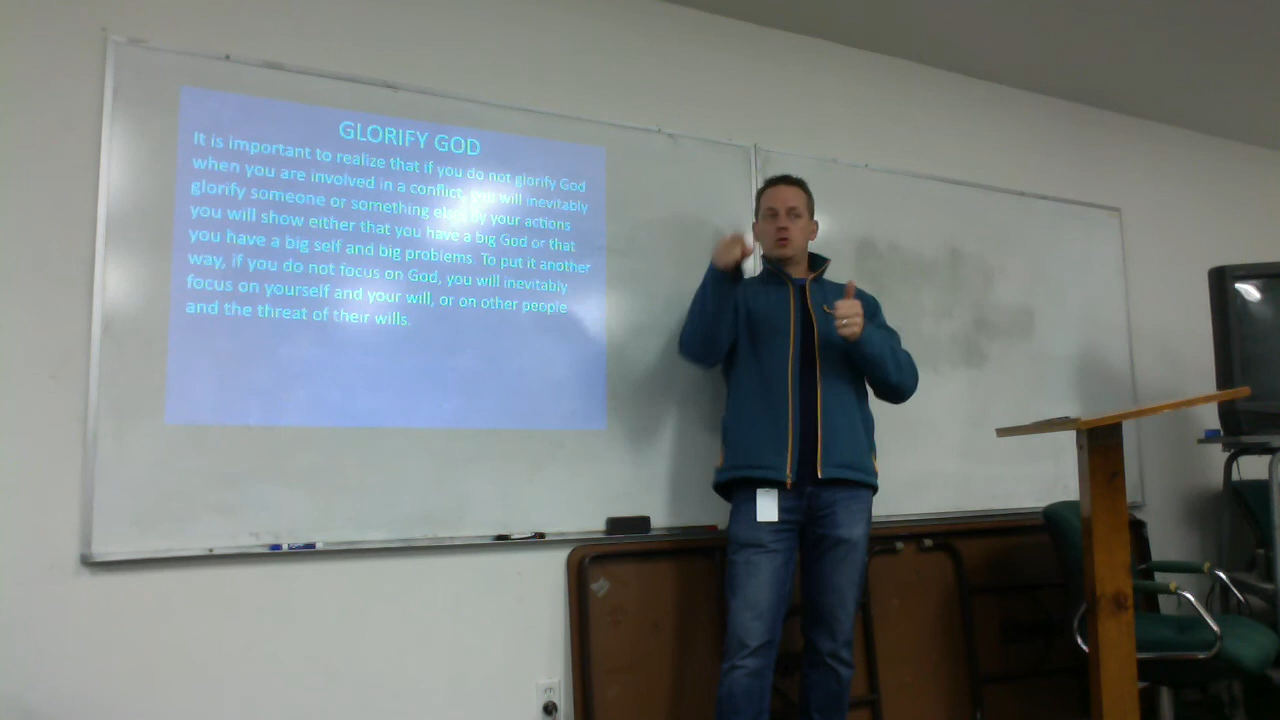 GLORIFY GOD
It is important to realize that if you do not glorify God
when you are involved in a conflict, you will inevitably
glorify someone or something else by your actions
you will show either that you have a big God or that
you have a big self and big problems. To put it another
way, if you do not focus on God, you will inevitably
focus on yourself and your will, or on other people
and the threat of their wills.